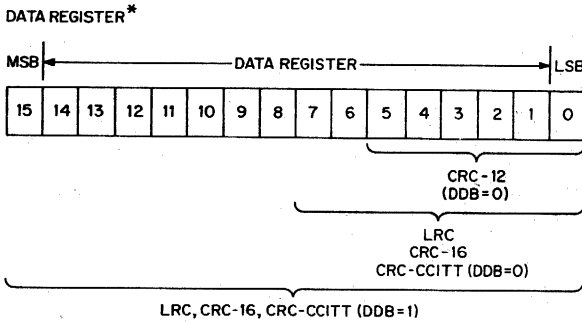 DATA REGISTER*
MSB DATA REGISTER LSB
15 14 13 12 11 10 9 8 7 6 5 4 3 2 1 0
CRC-12
(DDB=0)
LRC
CRC-16
CRC-CCITT (DDB=0)
LRC, CRC-16, CRC-CCITT (DDB=1)